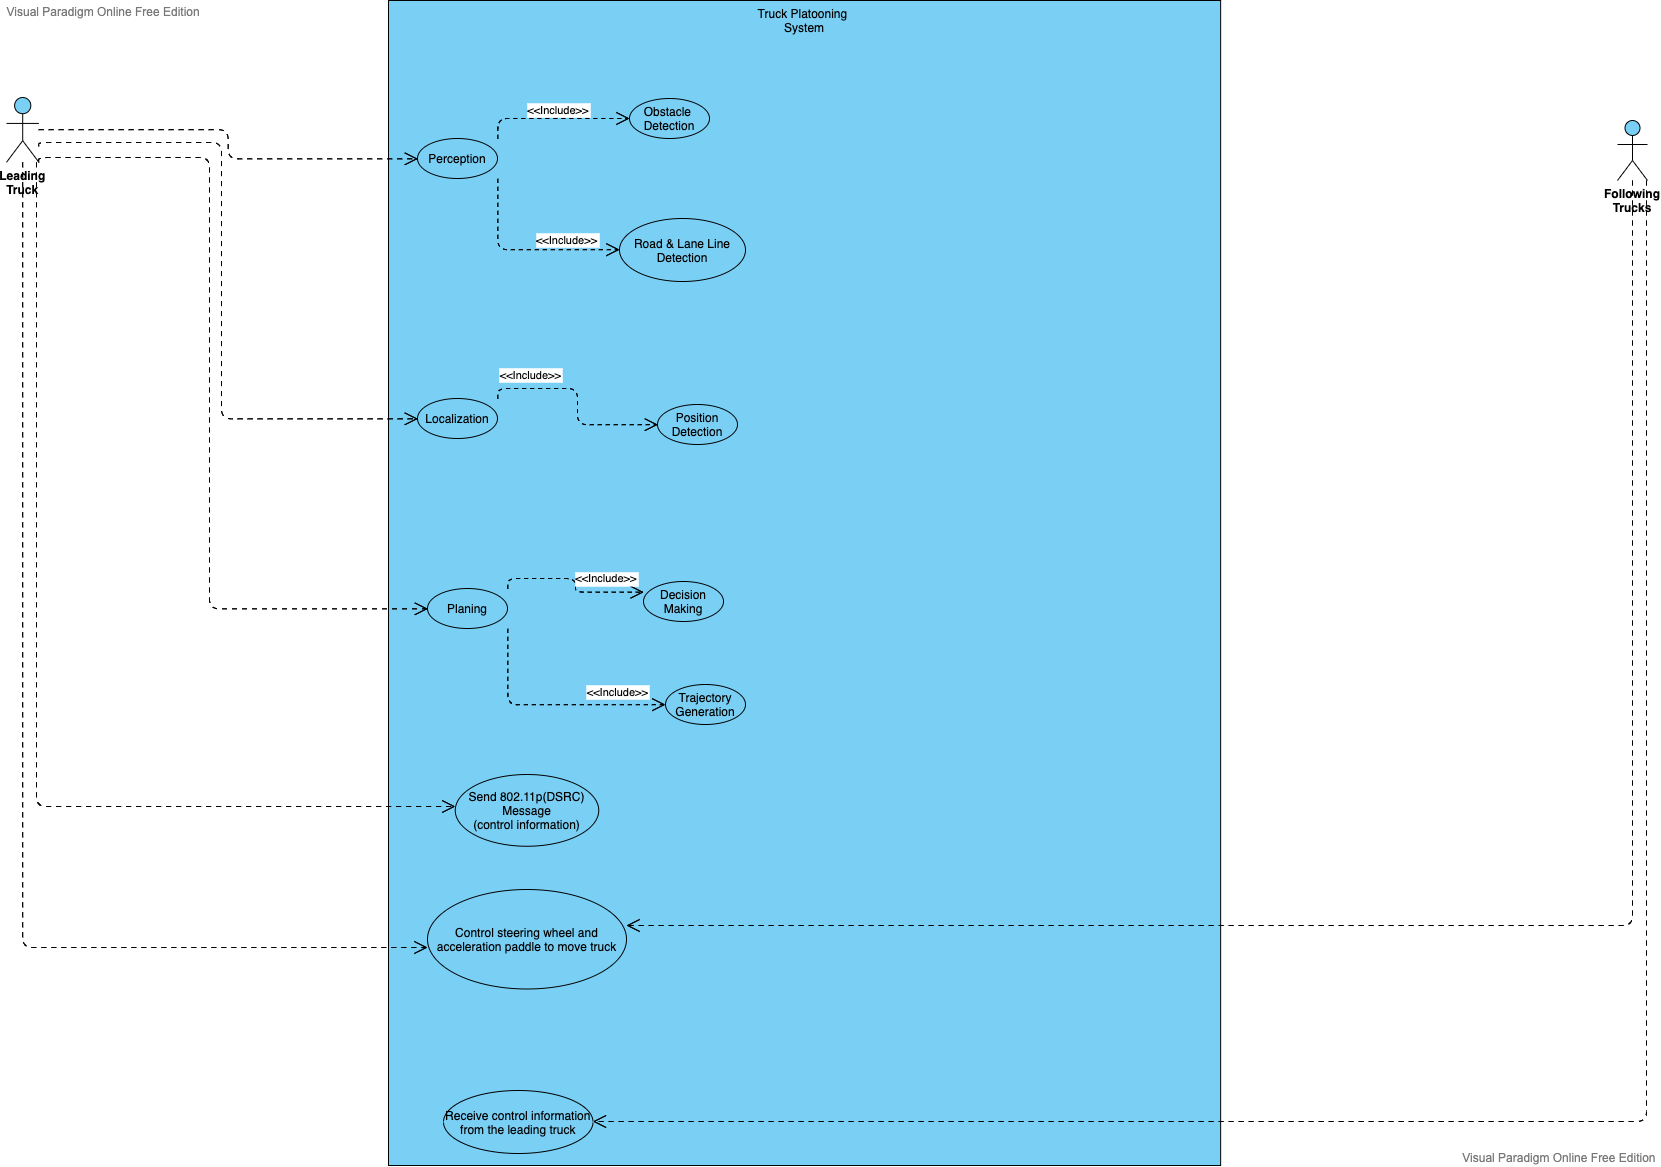 Visual Paradigm Online Free Edition
Truck Platooning
System
<<Include>>
Obstacle
Detection
Perception
Leading
Truck
Following
Trucks
<<Include>>
Road & Lane Line
Detection
<<Include>>
Localization
Position
Detection
<<Include>>
Planing
Decision
Making
<<Include>>
Trajectory
Generation
Send 802.11p(DSRC)
Message
(control information)
Control steering wheel and
acceleration paddle to move truck
Receive control information
from the leading truck
Visual Paradigm Online Free Edition